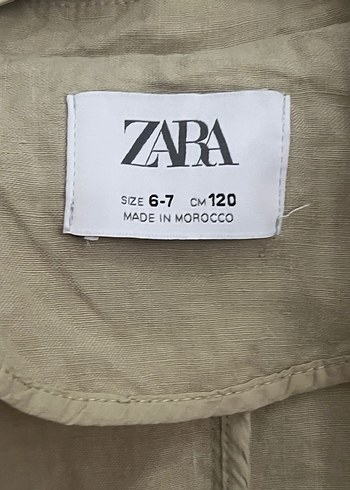 ZARA
SIZE 6-7 CM 120
MADE IN MOROCCO